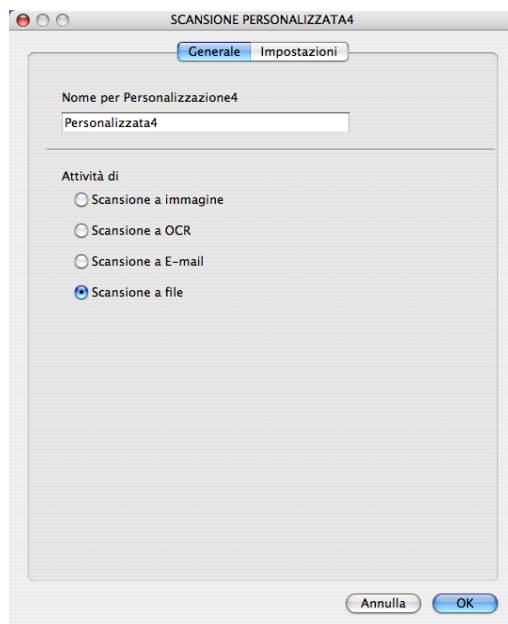 SCANSIONE PERSONALIZZATA4
Generale Impostazioni
Nome per Personalizzazione4
Personalizzata4
Attività di
Scansione a immagine
Scansione a OCR
Scansione a E-mail
Scansione a file
Annulla OK